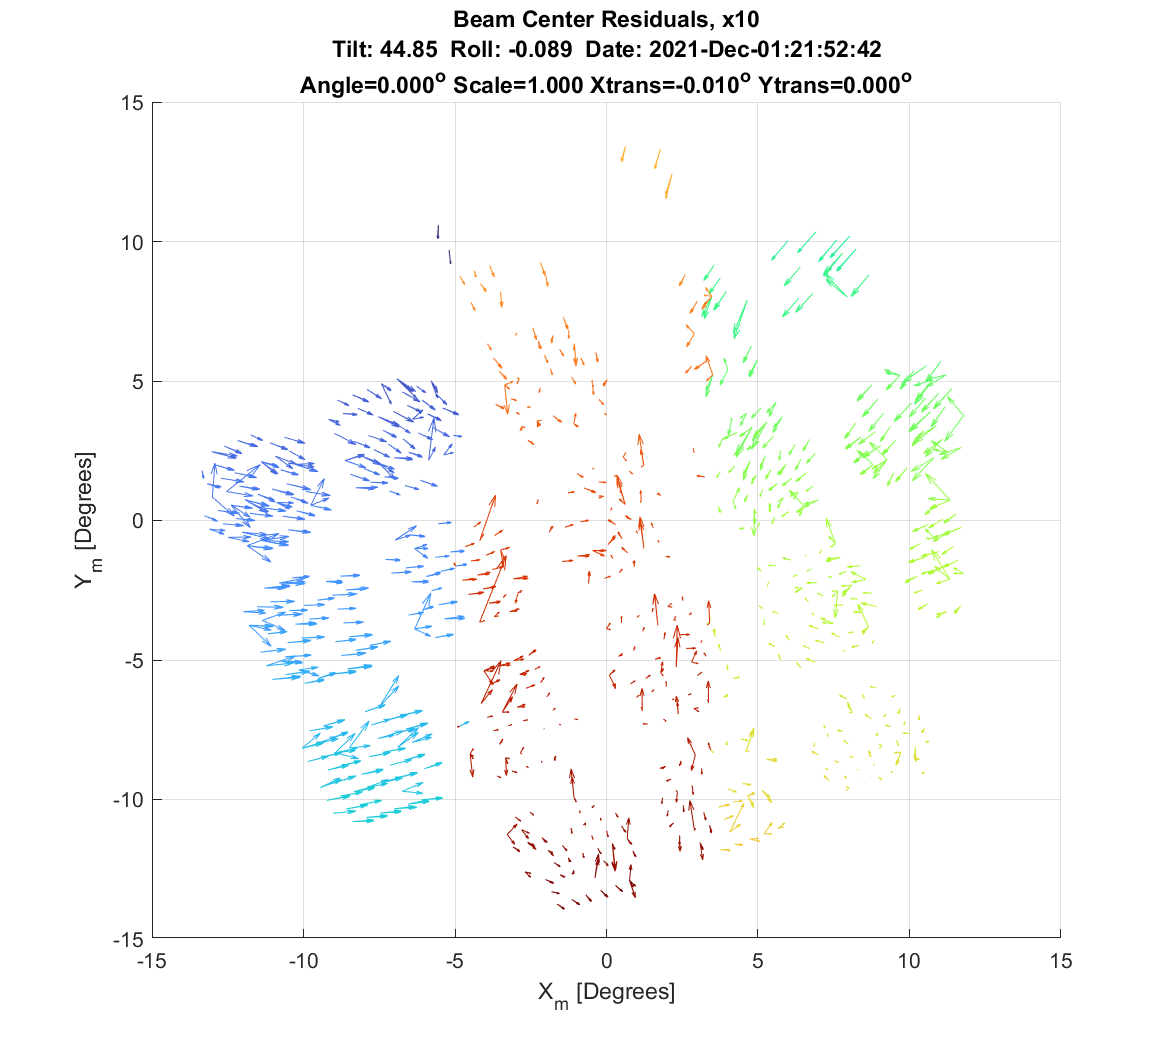 Beam Center Residuals, x10
Tilt: 44.85 Roll: -0.089 Date: 2021-Dec-01:21:52:42
Angle=0.000° Scale=1.000 Xtrans=-0.010° Ytrans=0.000°
15
10
5
0
-5
-10
-15
Y_m [Degrees]
-15 -10 -5 0 5 10 15
X_m [Degrees]